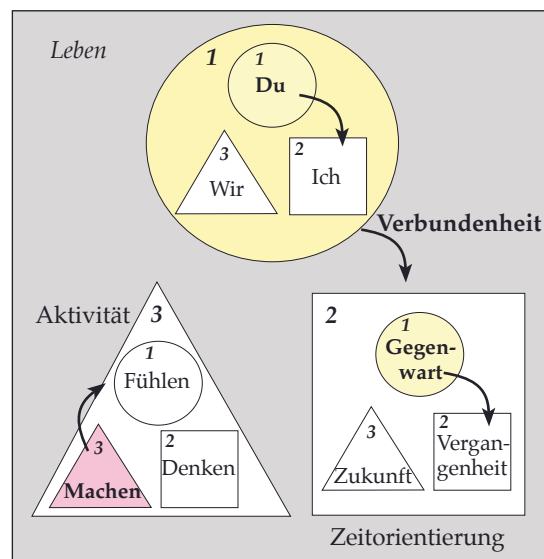 Leben
1
1
Du
3
Wir
2
Ich
Verbundenheit
Aktivität
3
1
Fühlen
3
Machen
2
Denken
2
1
Gegen-
wart
3
Zukunft
2
Vergan-
genheit
Zeitorientierung